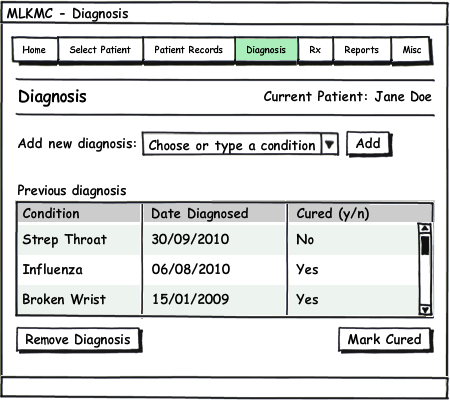 MLKMC - Diagnosis
Home Select Patient Patient Records Diagnosis Rx Reports Misc
Diagnosis Current Patient: Jane Doe
Add new diagnosis: Choose or type a condition Add
Previous diagnosis
Condition Date Diagnosed Cured (y/n)
Strep Throat 30/09/2010 No
Influenza 06/08/2010 Yes
Broken Wrist 15/01/2009 Yes
Remove Diagnosis Mark Cured